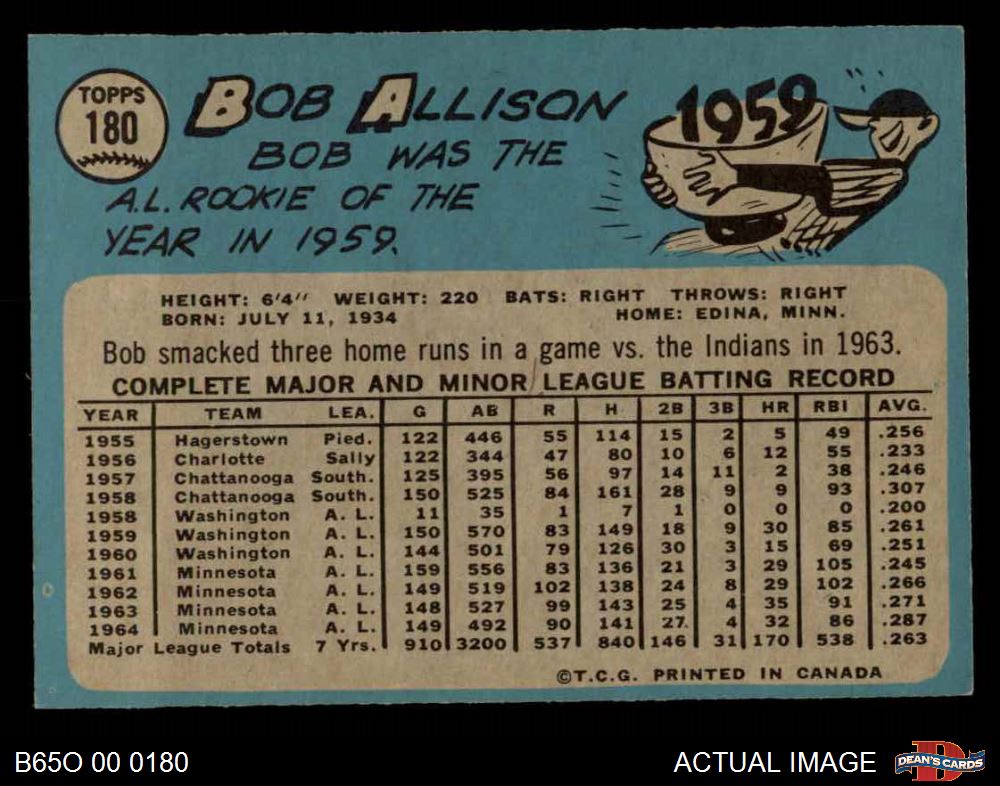 TOPPS
180
BOB ALLISON
BOB WAS THE
A.L. ROOKIE OF THE
YEAR IN 1959.
1959
HEIGHT: 6'4" WEIGHT: 220 BATS: RIGHT THROWS: RIGHT
BORN: JULY 11, 1934 HOME: EDINA, MINN.
Bob smacked three home runs in a game vs. the Indians in 1963.
COMPLETE MAJOR AND MINOR LEAGUE BATTING RECORD
YEAR TEAM LEA. G AB R H 2B 3B HR RBI AVG.
1955 Hagerstown Pied. 122 446 55 114 15 2 5 49 .256
1956 Charlotte Sally 122 344 47 80 10 6 12 55 .233
1957 Chattanooga South. 125 395 56 97 14 11 2 38 .246
1958 Chattanooga South. 150 525 84 161 28 9 9 93 .307
1958 Washington A. L. 11 35 1 7 1 0 0 0 .200
1959 Washington A. L. 150 570 83 149 18 9 30 85 .261
1960 Washington A. L. 144 501 79 126 30 3 15 69 .251
1961 Minnesota A. L. 159 556 83 136 21 3 29 105 .245
1962 Minnesota A. L. 149 519 102 138 24 8 29 102 .266
1963 Minnesota A. L. 148 527 99 143 25 4 35 91 .271
1964 Minnesota A. L. 149 492 90 141 27 4 32 86 .287
Major League Totals 7 Yrs. 910 3200 537 840 146 31 170 538 .263
©T.C.G. PRINTED IN CANADA
B65O 00 0180 ACTUAL IMAGE DEAN'S CARDS